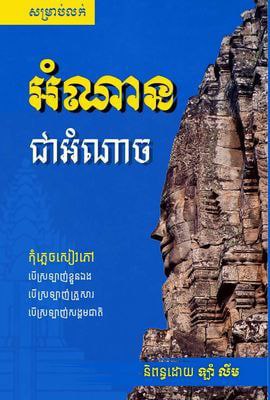 សម្រាប់លក់
អំណាន
ជាអំណាច
កុំភ្លេចសៀវភៅ
បើស្រឡាញ់ខ្លួនឯង
បើស្រឡាញ់គ្រួសារ
បើស្រឡាញ់សង្គមជាតិ
និពន្ធដោយ ឡាំ លីម